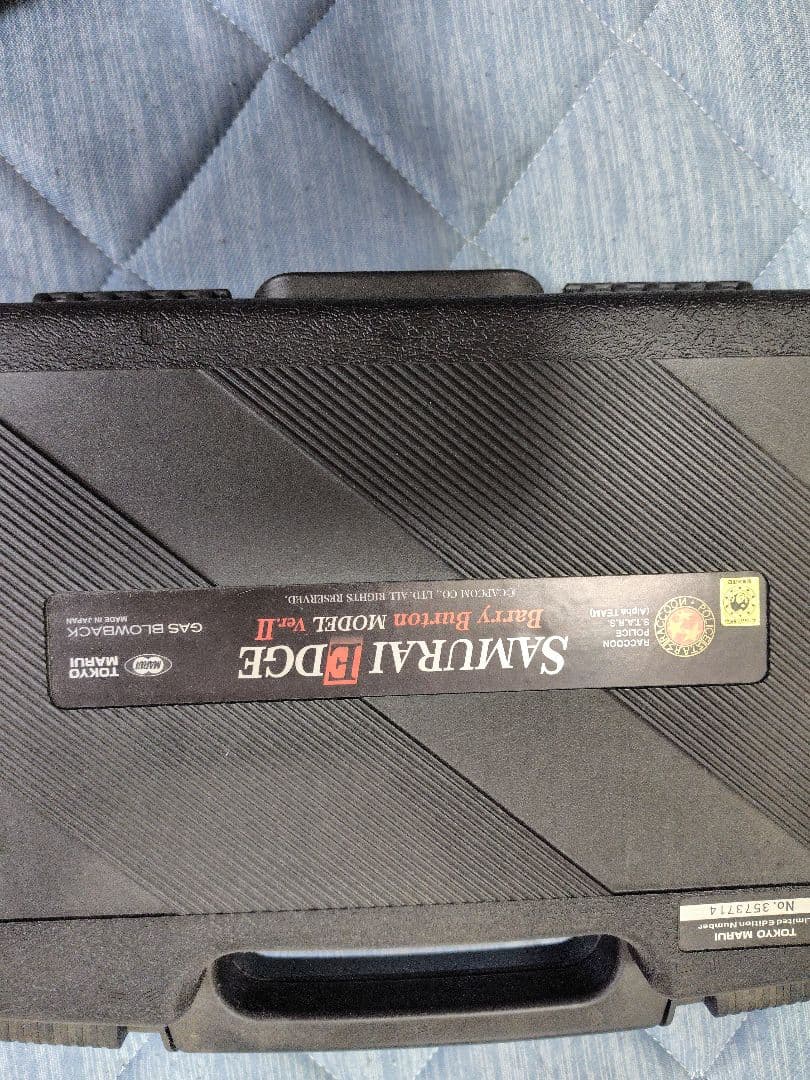 RACCOON
POLICE
S.T.A.R.S.
(Alpha TEAM)
SAMURAI EDGE
Barry Burton MODEL Ver.II
©CAPCOM CO., LTD. ALL RIGHTS RESERVED.
MARUI
TOKYO
MARUI
GAS BLOWBACK
MADE IN JAPAN
TOKYO MARUI
Limited Edition Number
No. 3573714